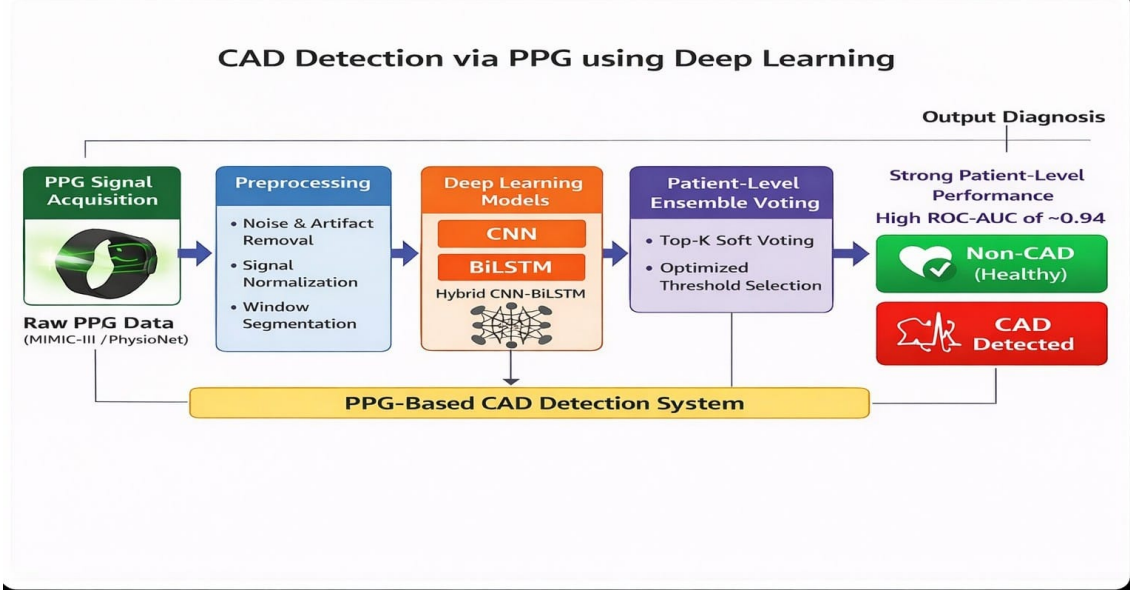 CAD Detection via PPG using Deep Learning
Output Diagnosis
PPG Signal
Acquisition
Raw PPG Data
(MIMIC-III /PhysioNet)
Preprocessing
• Noise & Artifact
Removal
• Signal
Normalization
• Window
Segmentation
Deep Learning
Models
CNN
BiLSTM
Hybrid CNN-BiLSTM
Patient-Level
Ensemble Voting
• Top-K Soft Voting
• Optimized
Threshold Selection
Strong Patient-Level
Performance
High ROC-AUC of ~0.94
Non-CAD
(Healthy)
CAD
Detected
PPG-Based CAD Detection System